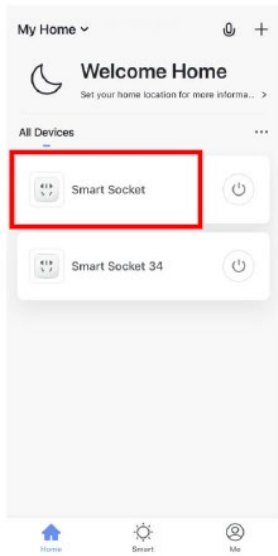 My Home
Welcome Home
Set your home location for more informa.. >
All Devices
...
Smart Socket
Smart Socket 34
Home
Smart
Me